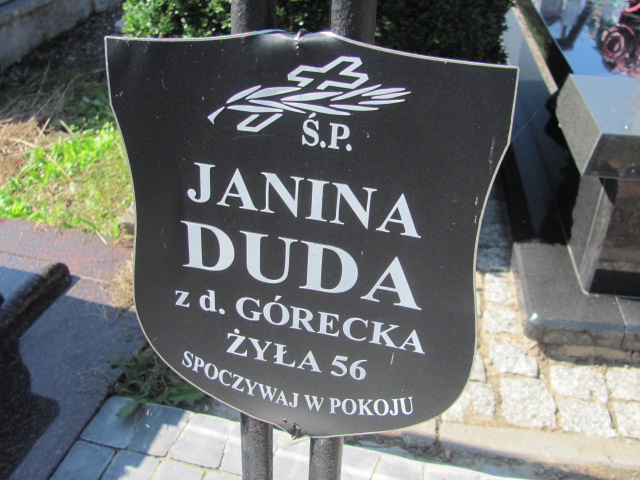 Ś.P.
JANINA
DUDA
z d. GÓRECKA
ŻYŁA 56
SPOCZYWAJ W POKOJU